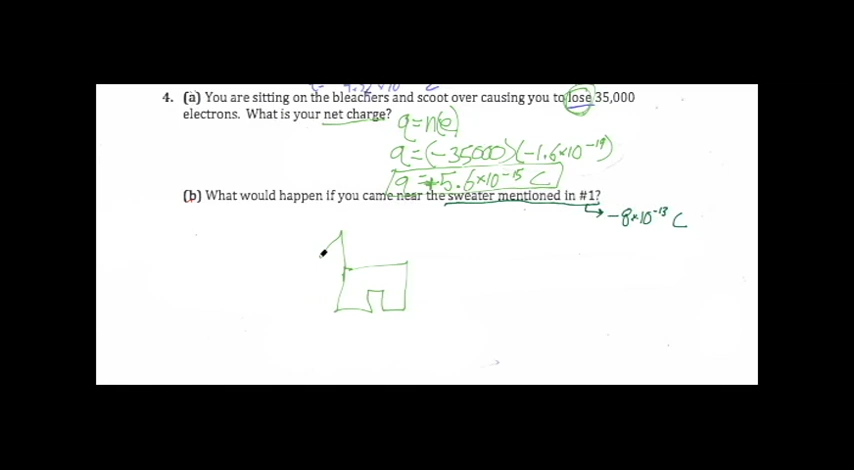 4. (a) You are sitting on the bleachers and scoot over causing you to lose 35,000
electrons. What is your net charge?
q=n(e)
q=(-35000)(-1.6×10⁻¹⁹)
q=+5.6×10⁻¹⁵ C
(b) What would happen if you came near the sweater mentioned in #1?
→ -8×10⁻¹³ C